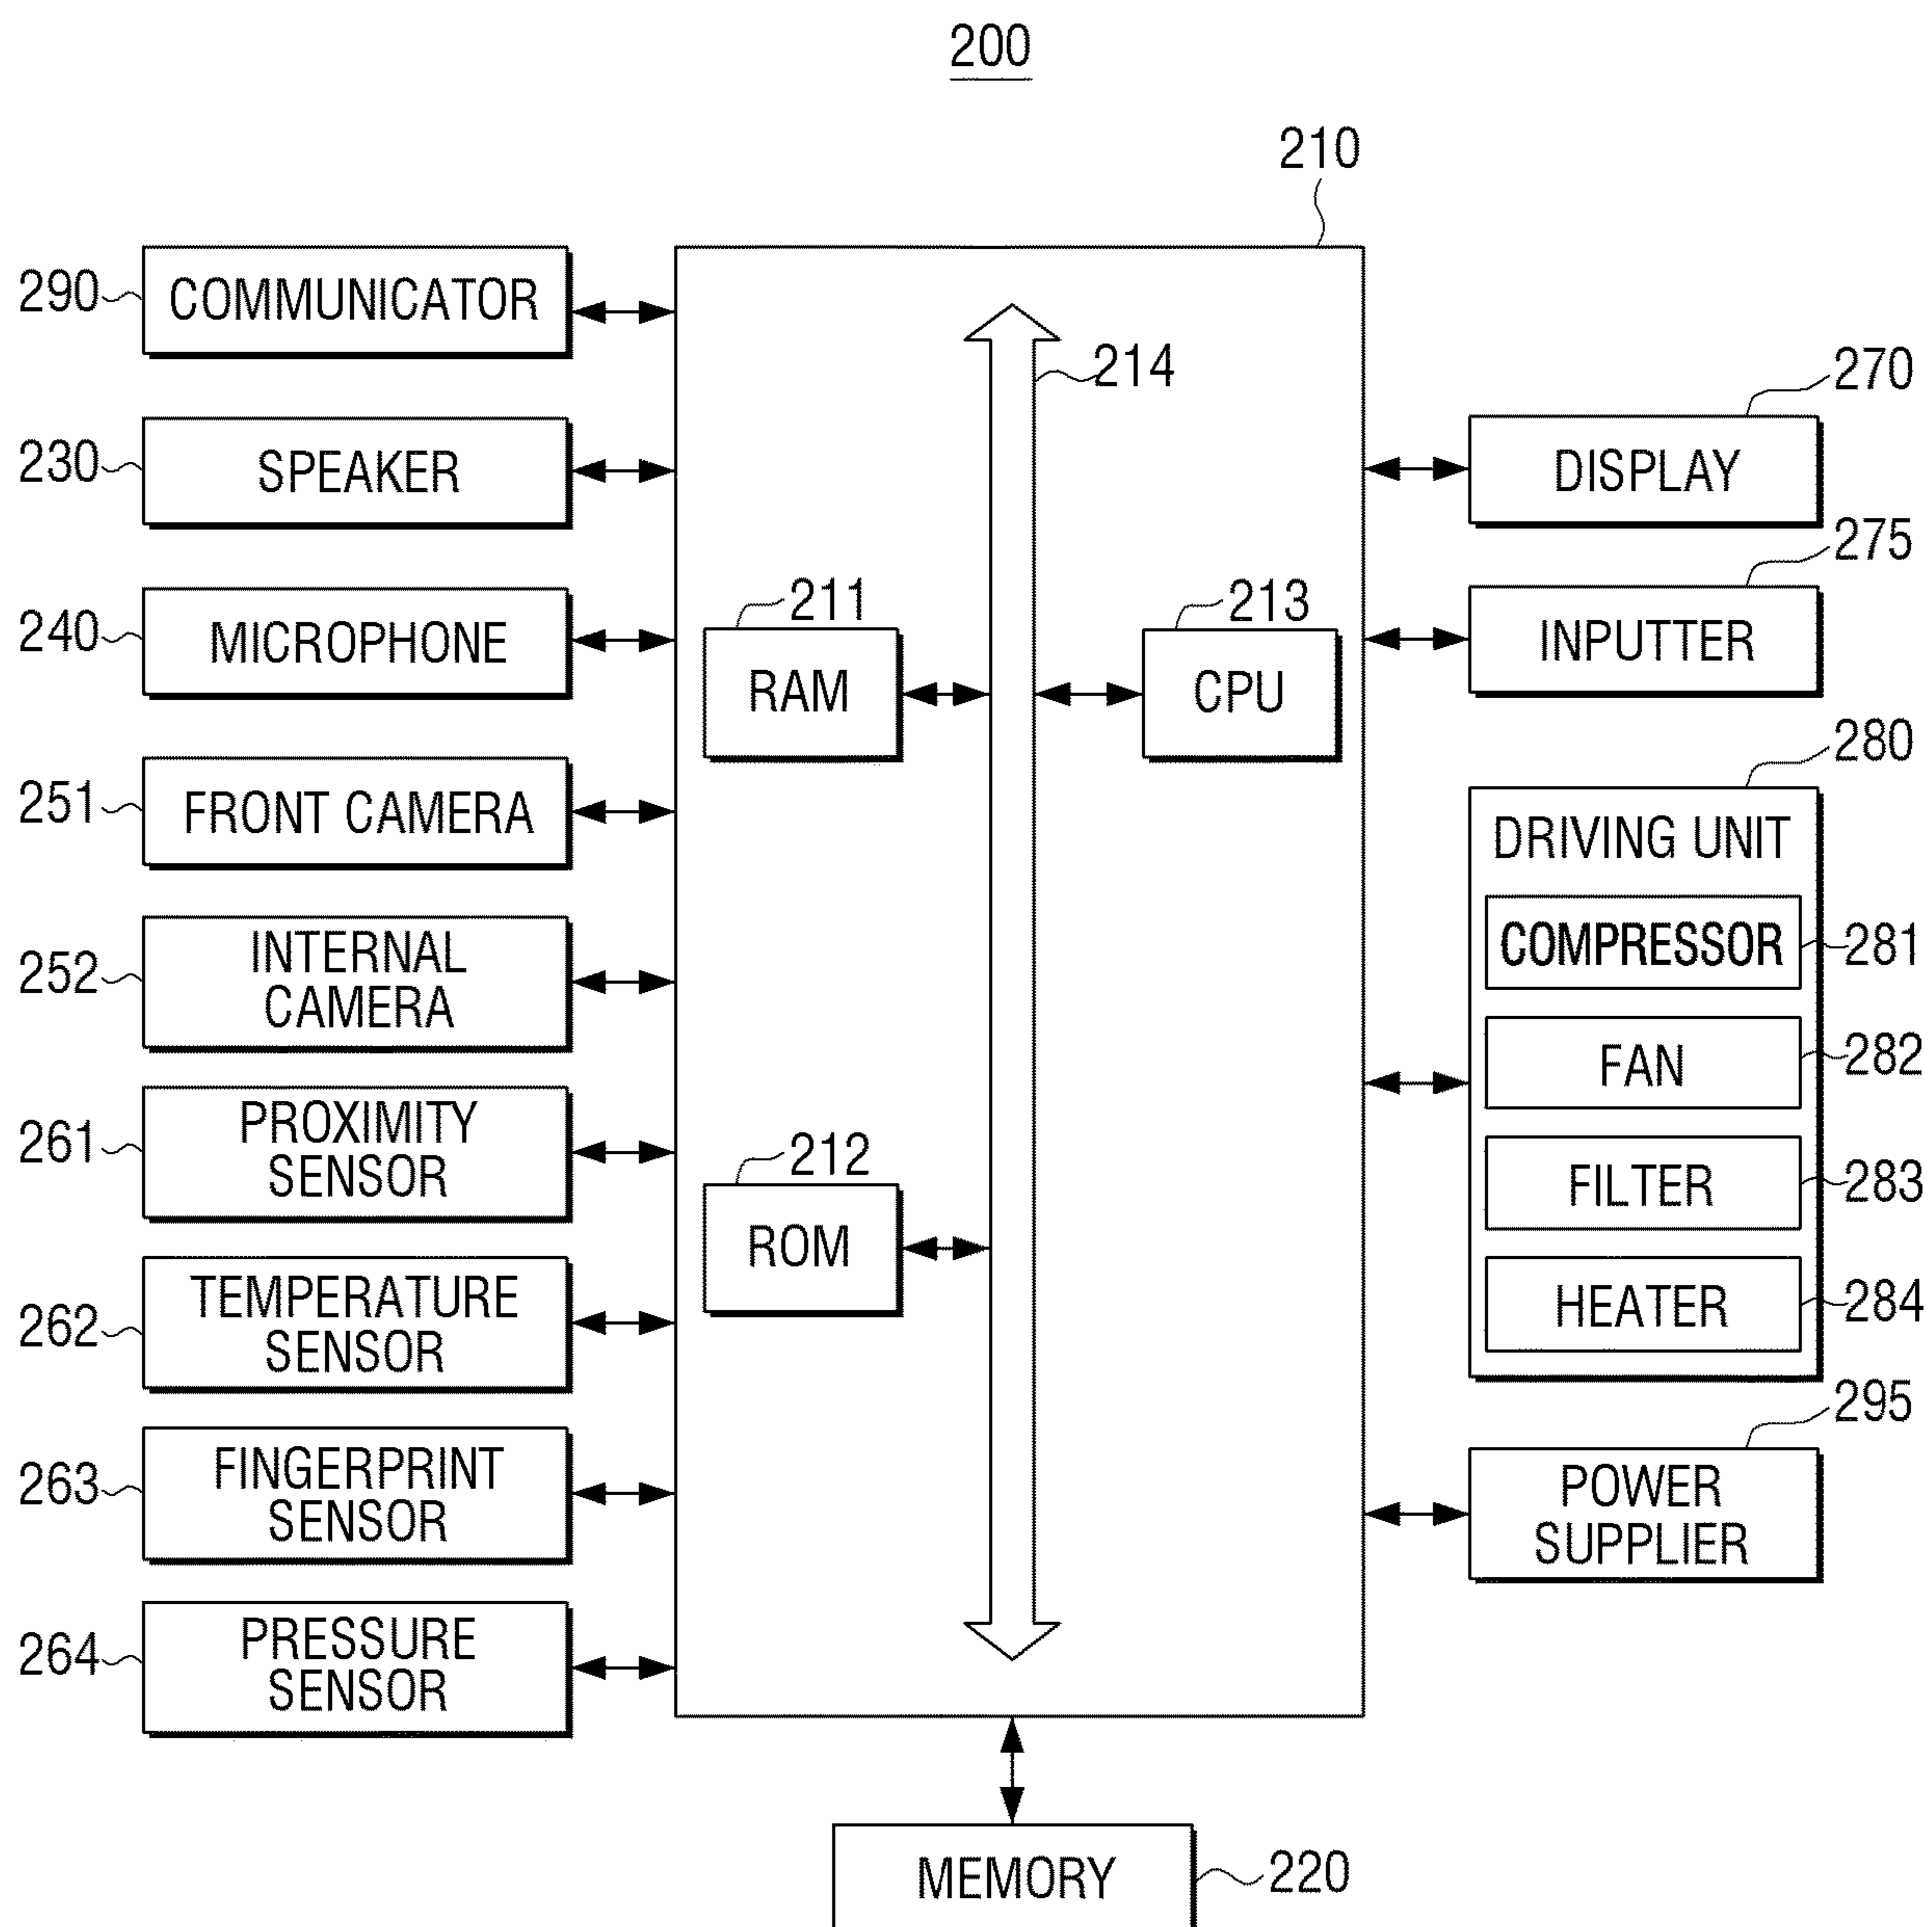 200
210
290
COMMUNICATOR
214
270
230
SPEAKER
DISPLAY
275
240
MICROPHONE
211
RAM
213
CPU
INPUTTER
280
251
FRONT CAMERA
DRIVING UNIT
COMPRESSOR
281
252
INTERNAL
CAMERA
FAN
282
261
PROXIMITY
SENSOR
212
ROM
FILTER
283
262
TEMPERATURE
SENSOR
HEATER
284
295
263
FINGERPRINT
SENSOR
POWER
SUPPLIER
264
PRESSURE
SENSOR
MEMORY
220